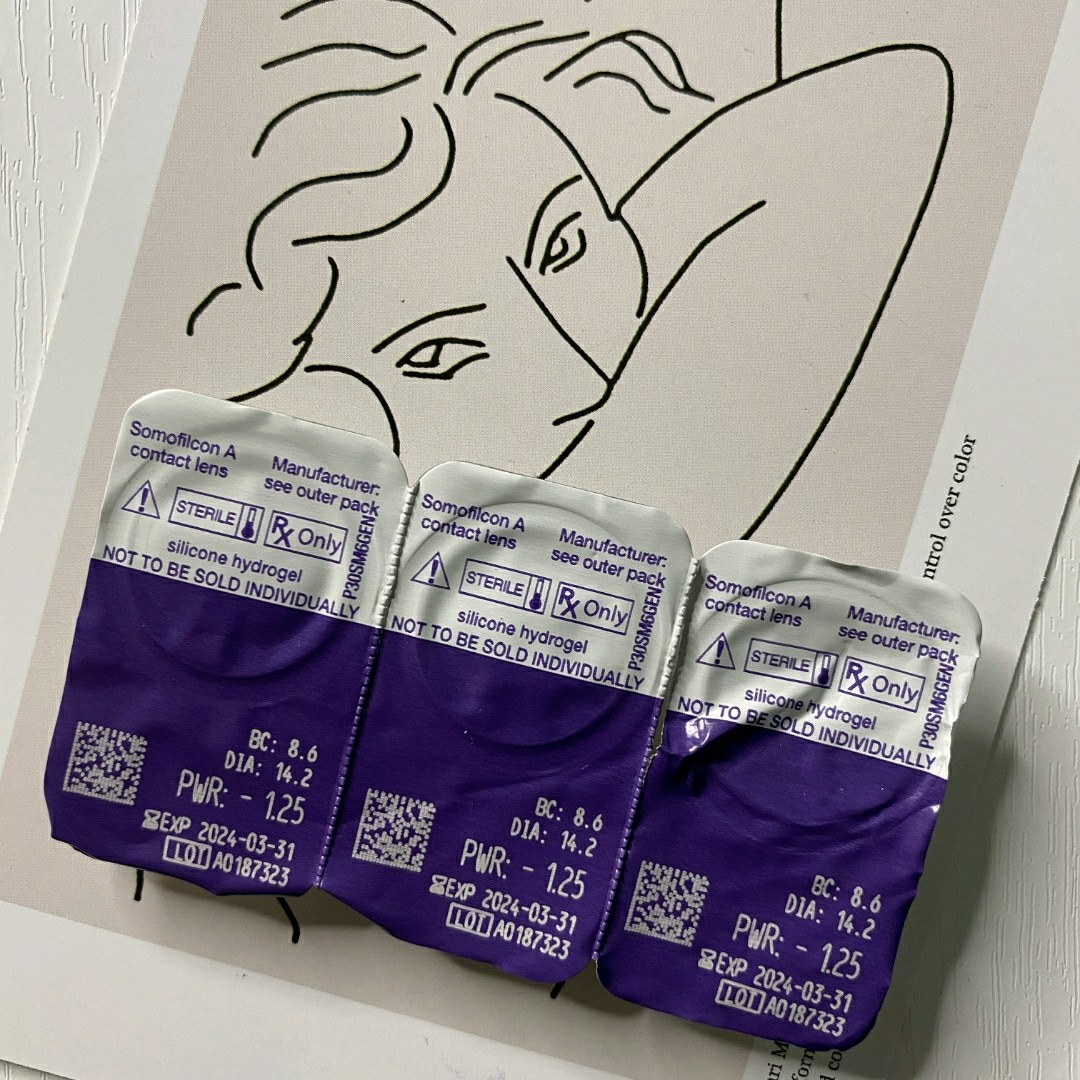 Somofilcon A
contact lens
Manufacturer:
see outer pack
STERILE
Rx Only
P30SM6GEN
silicone hydrogel
NOT TO BE SOLD INDIVIDUALLY
BC: 8.6
DIA: 14.2
PWR: - 1.25
EXP 2024-03-31
LOT A0187323
Somofilcon A
contact lens
Manufacturer:
see outer pack
STERILE
Rx Only
P30SM6GEN
silicone hydrogel
NOT TO BE SOLD INDIVIDUALLY
BC: 8.6
DIA: 14.2
PWR: - 1.25
EXP 2024-03-31
LOT A0187323
Somofilcon A
contact lens
Manufacturer:
see outer pack
STERILE
Rx Only
P30SM6GEN
silicone hydrogel
NOT TO BE SOLD INDIVIDUALLY
BC: 8.6
DIA: 14.2
PWR: - 1.25
EXP 2024-03-31
LOT A0187323
over color